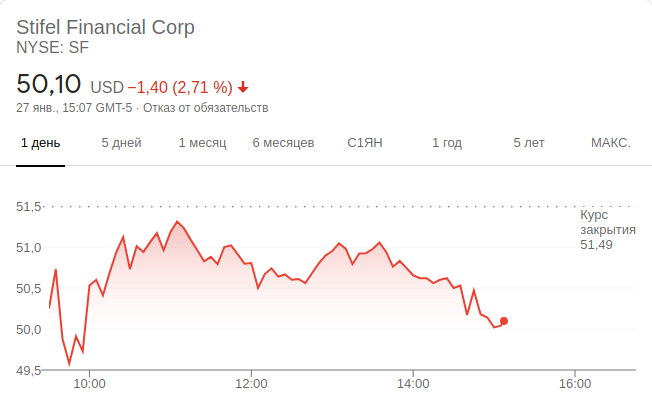 Stifel Financial Corp
NYSE: SF
50,10 USD −1,40 (2,71 %)
27 янв., 15:07 GMT-5 · Отказ от обязательств
1 день 5 дней 1 месяц 6 месяцев С1ЯН 1 год 5 лет МАКС.
51,5
Курс
закрытия
51,49
51,0
50,5
50,0
49,5
10:00 12:00 14:00 16:00